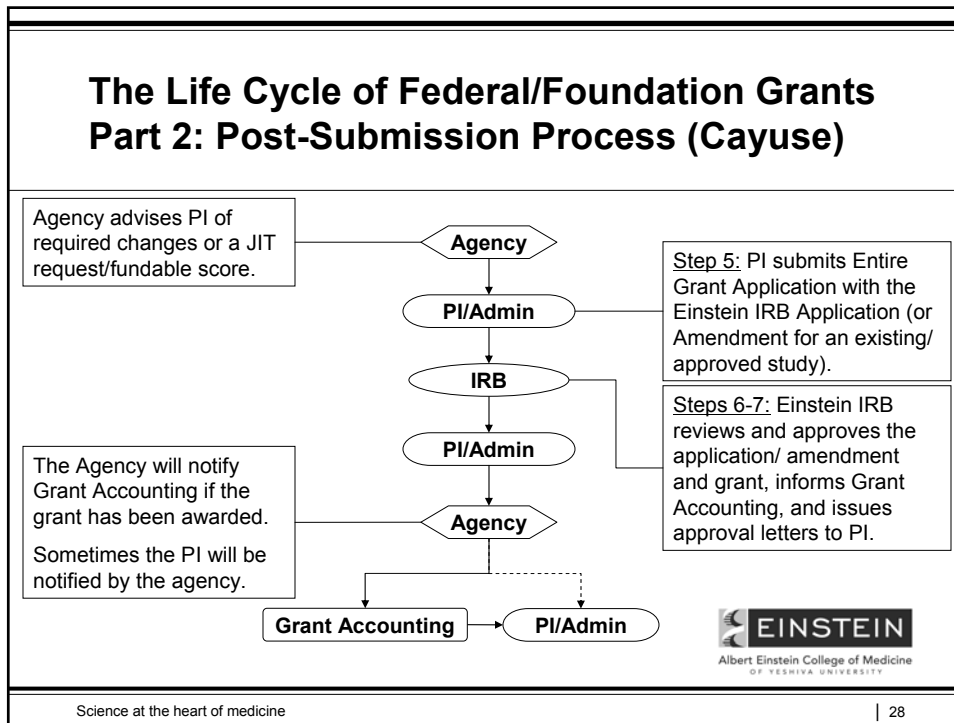 The Life Cycle of Federal/Foundation Grants
Part 2: Post-Submission Process (Cayuse)
Agency advises PI of
required changes or a JIT
request/fundable score.
Agency
PI/Admin
Step 5: PI submits Entire
Grant Application with the
Einstein IRB Application (or
Amendment for an existing/
approved study).
IRB
Steps 6-7: Einstein IRB
reviews and approves the
application/ amendment
and grant, informs Grant
Accounting, and issues
approval letters to PI.
PI/Admin
The Agency will notify
Grant Accounting if the
grant has been awarded.
Sometimes the PI will be
notified by the agency.
Agency
Grant Accounting
PI/Admin
EINSTEIN
Albert Einstein College of Medicine
OF YESHIVA UNIVERSITY
Science at the heart of medicine
| 28